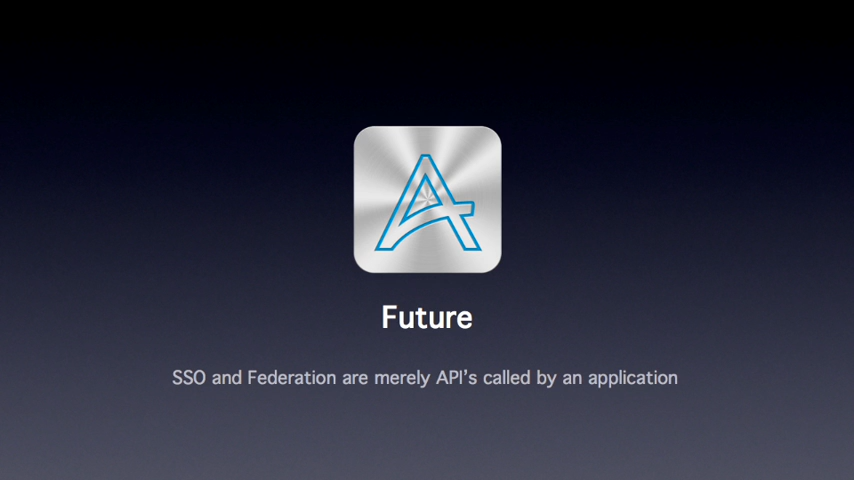 Future
SSO and Federation are merely API's called by an application